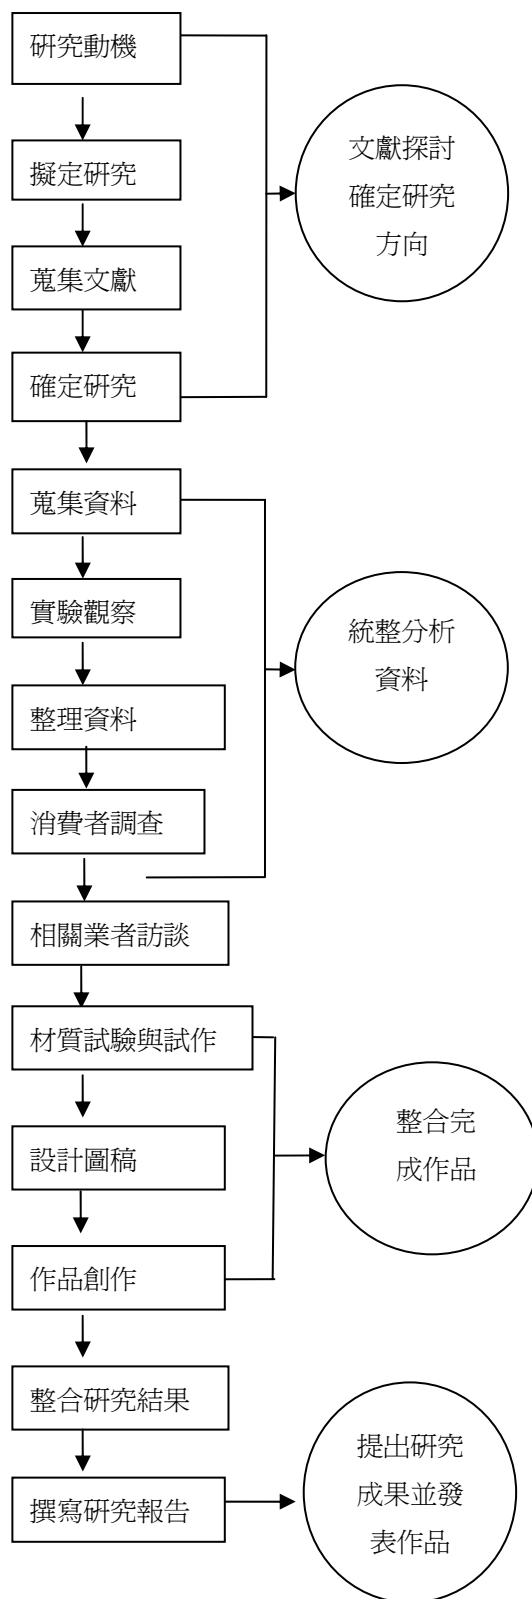 研究動機
擬定研究
蒐集文獻
確定研究
文獻探討
確定研究
方向
蒐集資料
實驗觀察
整理資料
消費者調查
相關業者訪談
統整分析
資料
材質試驗與試作
設計圖稿
作品創作
整合完
成作品
整合研究結果
撰寫研究報告
提出研究
成果並發
表作品